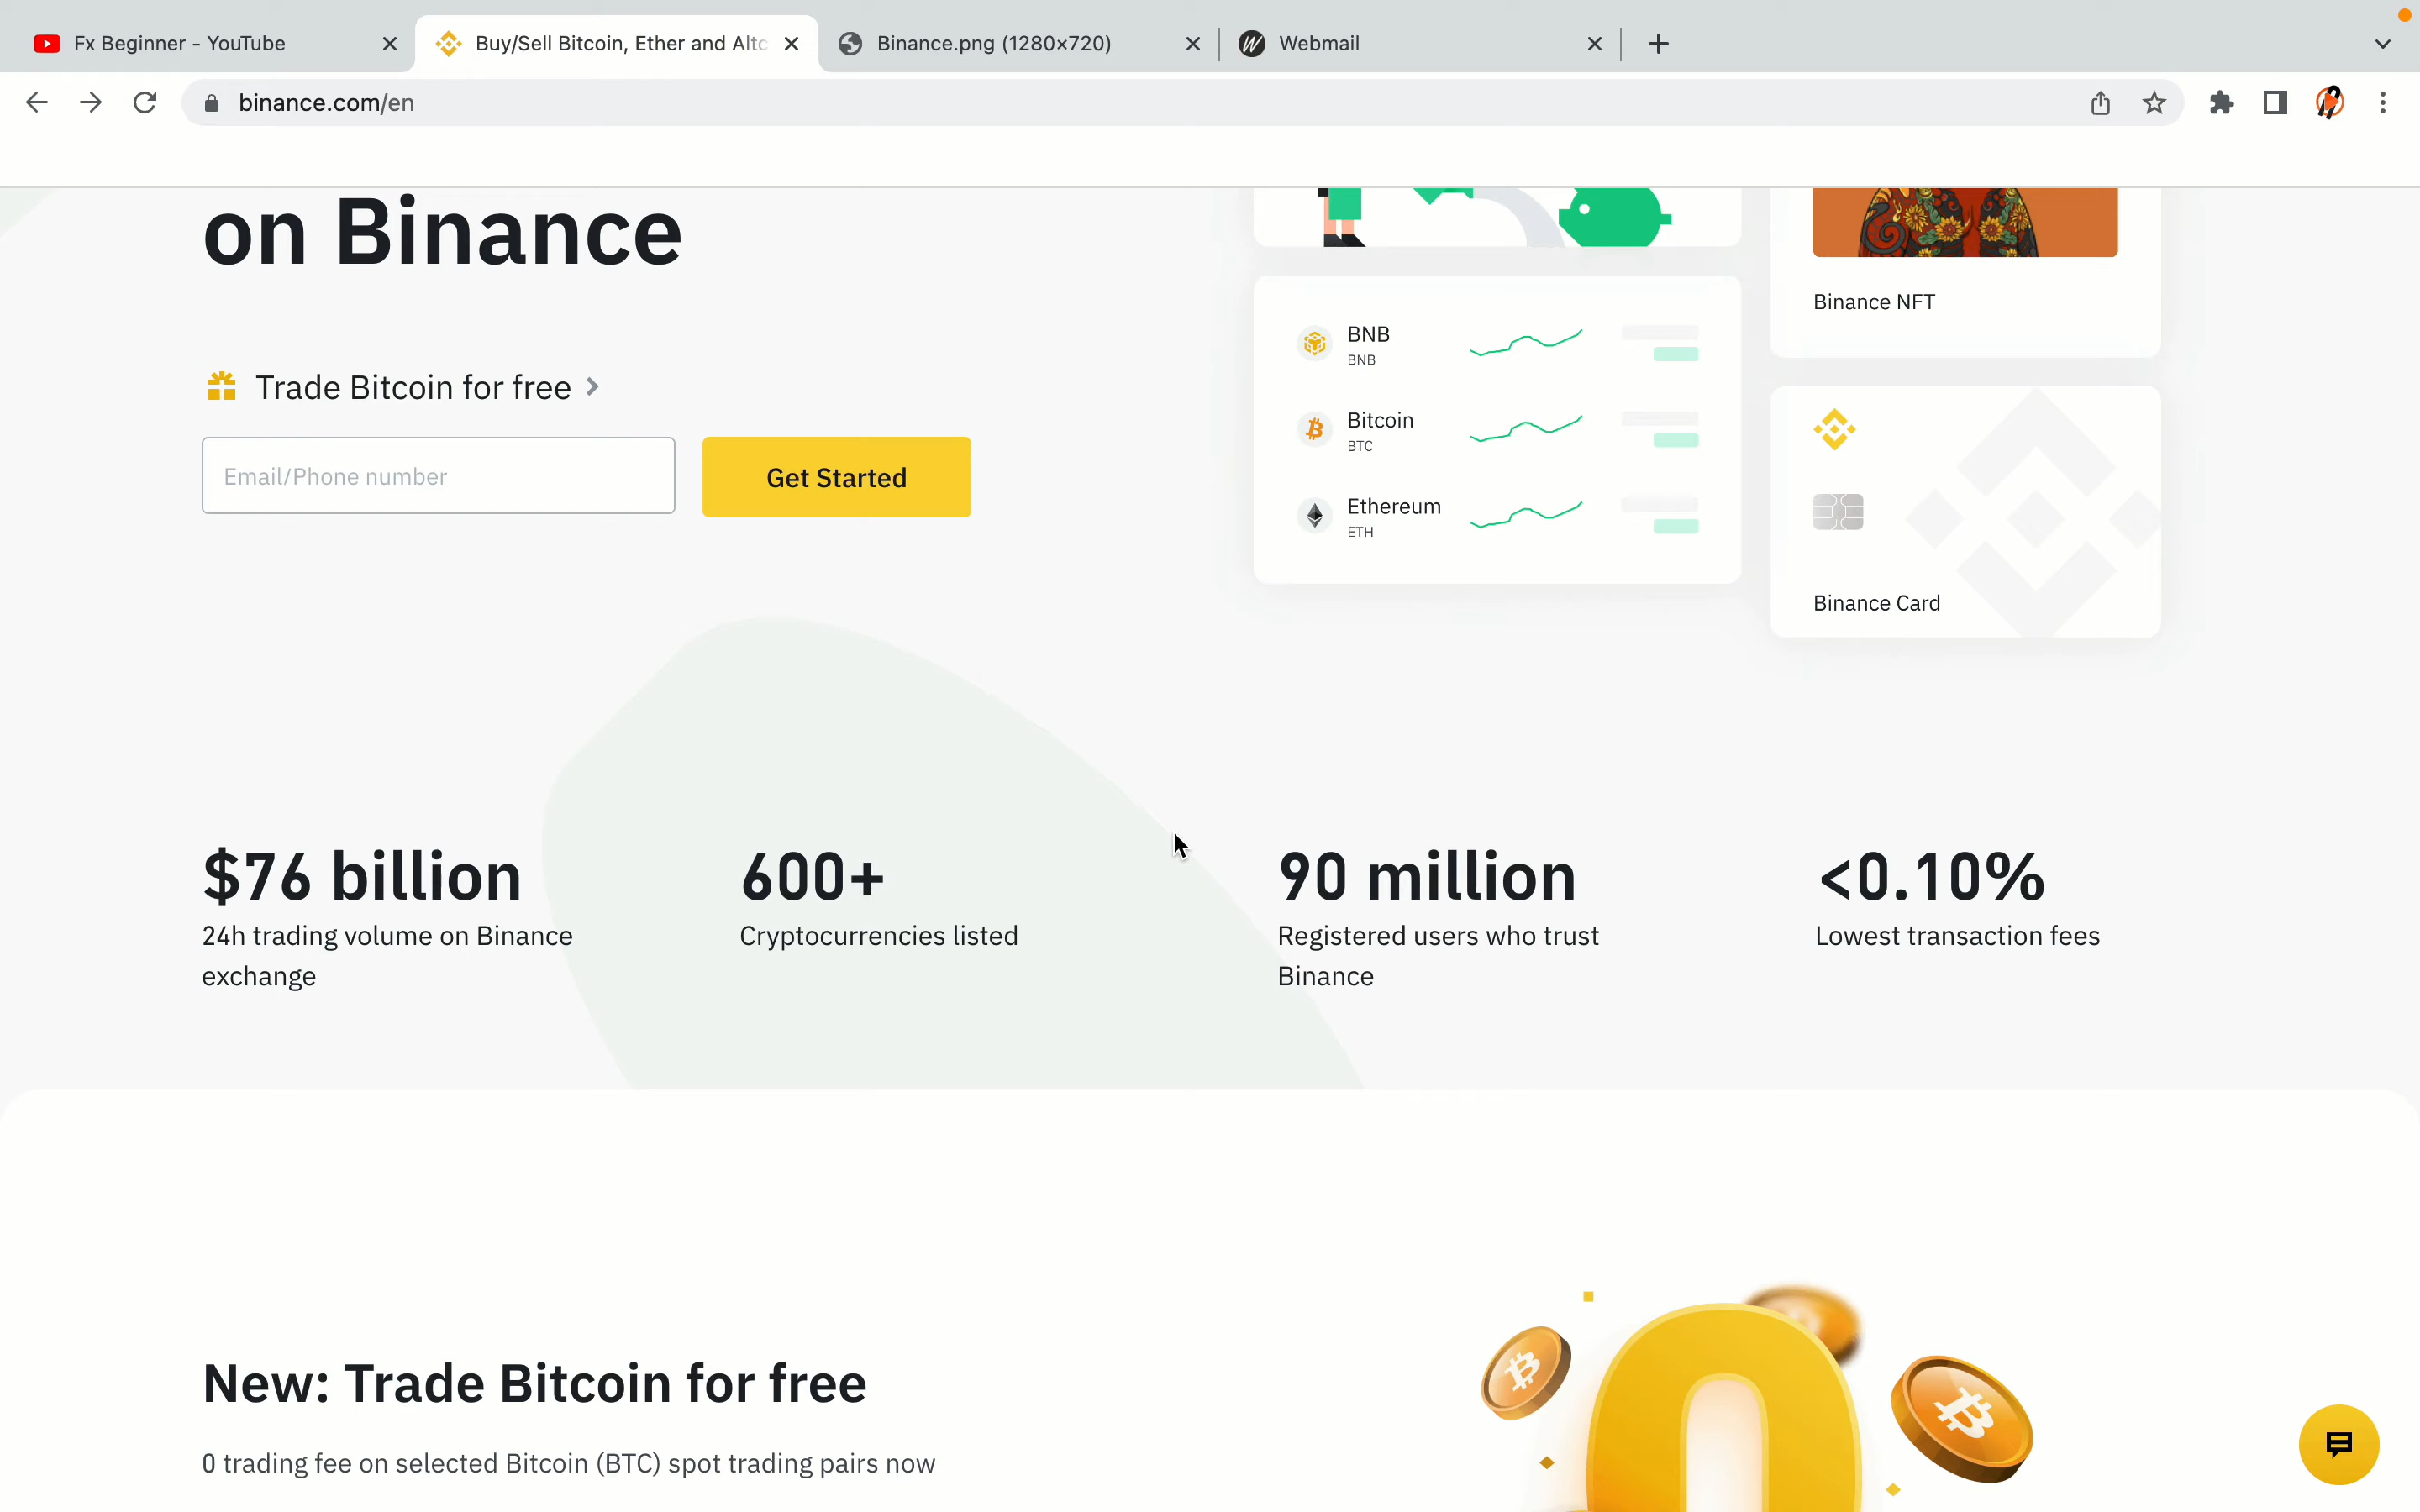 Fx Beginner - YouTube
Buy/Sell Bitcoin, Ether and Altc
Binance.png (1280×720)
Webmail
binance.com/en
on Binance
Trade Bitcoin for free
Email/Phone number
Get Started
BNB
BNB
Bitcoin
BTC
Ethereum
ETH
Binance NFT
Binance Card
$76 billion
24h trading volume on Binance
exchange
600+
Cryptocurrencies listed
90 million
Registered users who trust
Binance
<0.10%
Lowest transaction fees
New: Trade Bitcoin for free
0 trading fee on selected Bitcoin (BTC) spot trading pairs now
0